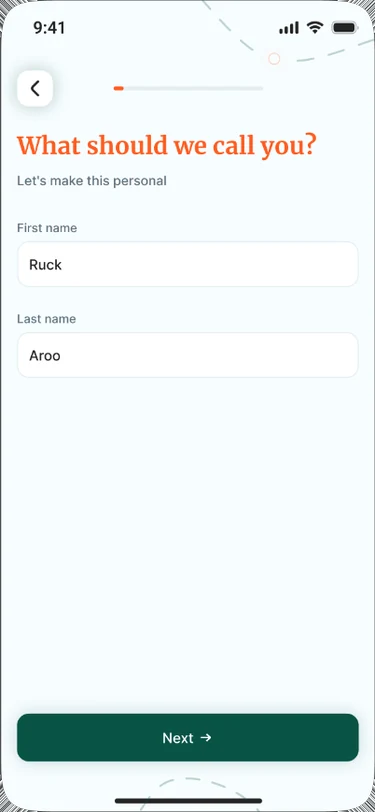 9:41
What should we call you?
Let's make this personal
First name
Ruck
Last name
Aroo
Next →